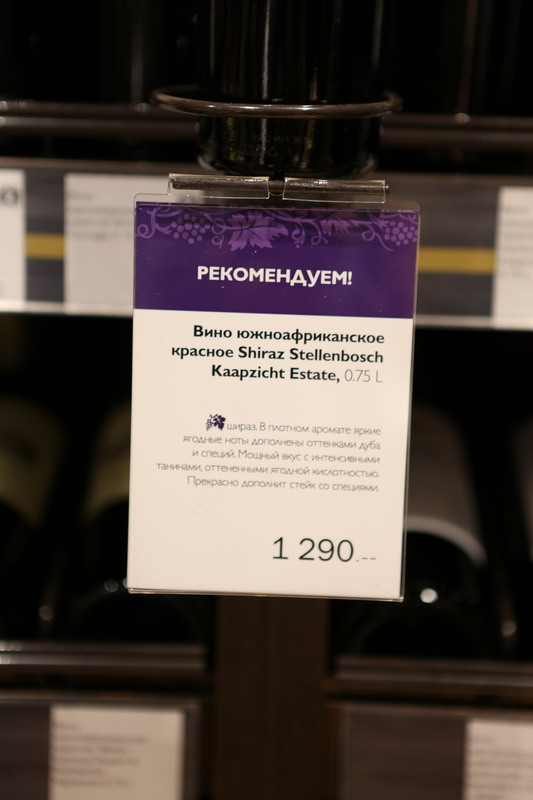 РЕКОМЕНДУЕМ!
Вино южноафриканское
красное Shiraz Stellenbosch
Kaapzicht Estate, 0.75 L
шираз. В плотном аромате яркие
ягодные ноты дополнены оттенками дуба
и специй. Мощный вкус с интенсивными
танинами, оттененными ягодной кислотностью.
Прекрасно дополнит стейк со специями.
1 290.--